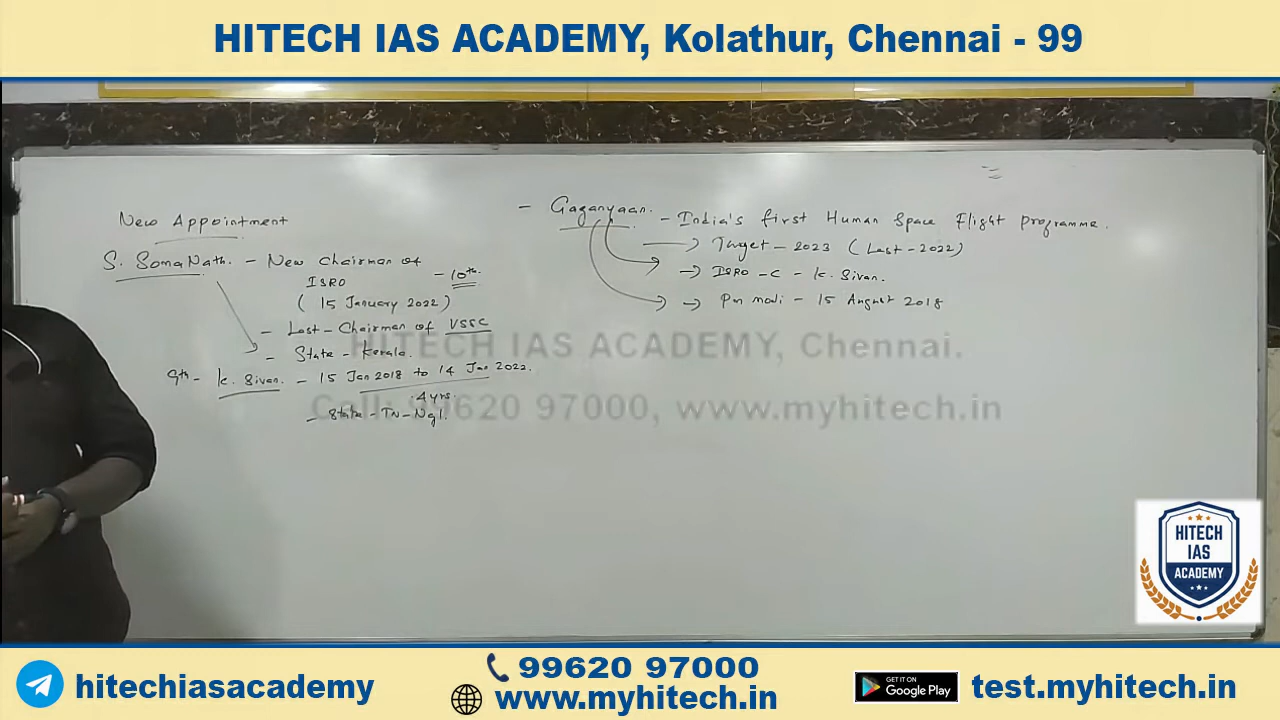 HITECH IAS ACADEMY, Kolathur, Chennai - 99
New Appointment
S. SomaNath. - New Chairman of
ISRO - 10th.
( 15 January 2022 )
- Last - Chairman of VSSC
- State - Kerala.
9th - K. Sivan. - 15 Jan 2018 to 14 Jan 2022.
4 yrs.
- State - TN - Ngl.
- Gaganyaan. - India's first Human Space Flight Programme.
Target - 2023 ( Last - 2022 )
ISRO - C - K. Sivan.
Pm modi - 15 August 2018
HITECH IAS ACADEMY, Chennai.
Call: 99620 97000, www.myhitech.in
HITECH
IAS
ACADEMY
hitechiasacademy
99620 97000
www.myhitech.in
GET IT ON
Google Play
test.myhitech.in